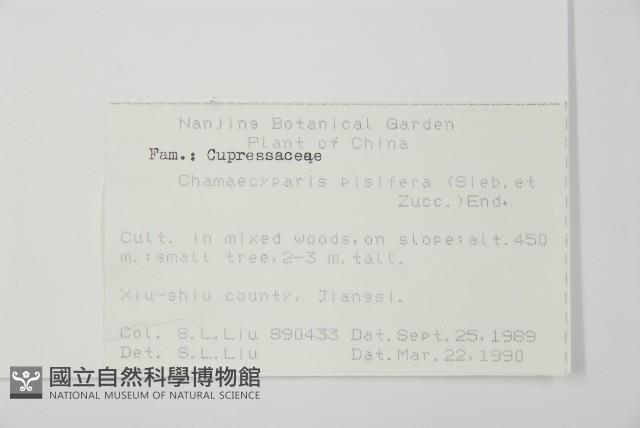 Nanjing Botanical Garden
Plant of China
Fam.: Cupressaceae
Chamaecyparis pisifera (Sieb.et
Zucc.)End.
Cult. in mixed woods,on slope;alt.450
m.;small tree,2-3 m.tall.
Xiu-shiu county, Jiangsi.
Col. S.L.Liu 890433 Dat.Sept.25,1989
Det. S.L.Liu Dat.Mar.22,1990
國立自然科學博物館
NATIONAL MUSEUM OF NATURAL SCIENCE